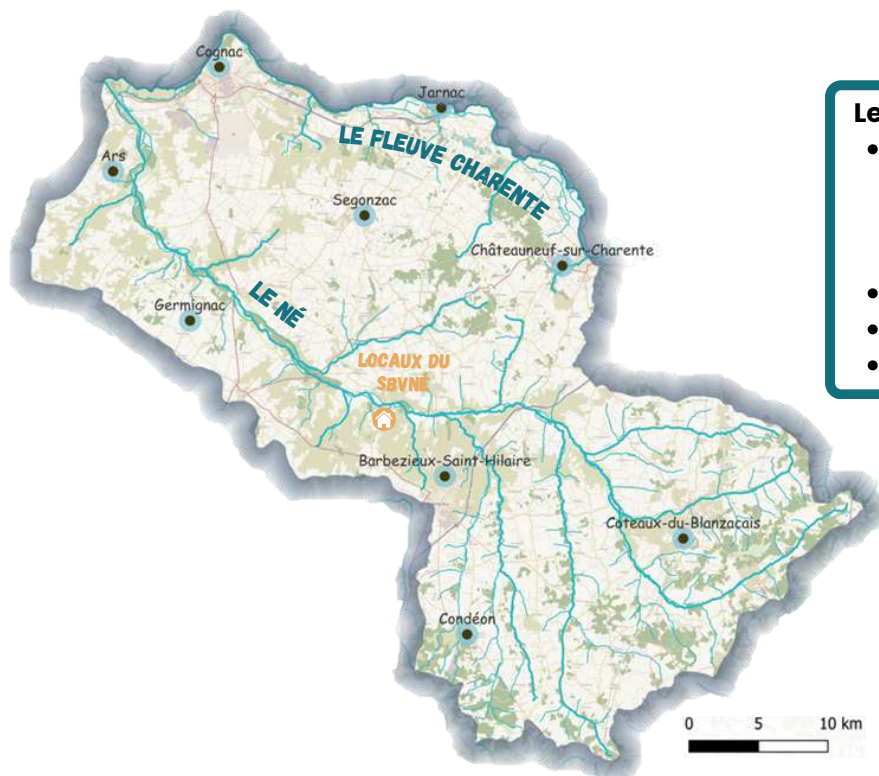 Cognac
Jarnac
Le
•
LE FLEUVE CHARENTE
Ars
Segonzac
Châteauneuf-sur-Charente
•
LE NÉ
Germignac
•
LOCAUX DU
SBVNÉ
•
Barbezieux-Saint-Hilaire
Coteaux-du-Blanzacais
Condéon
0 5 10 km